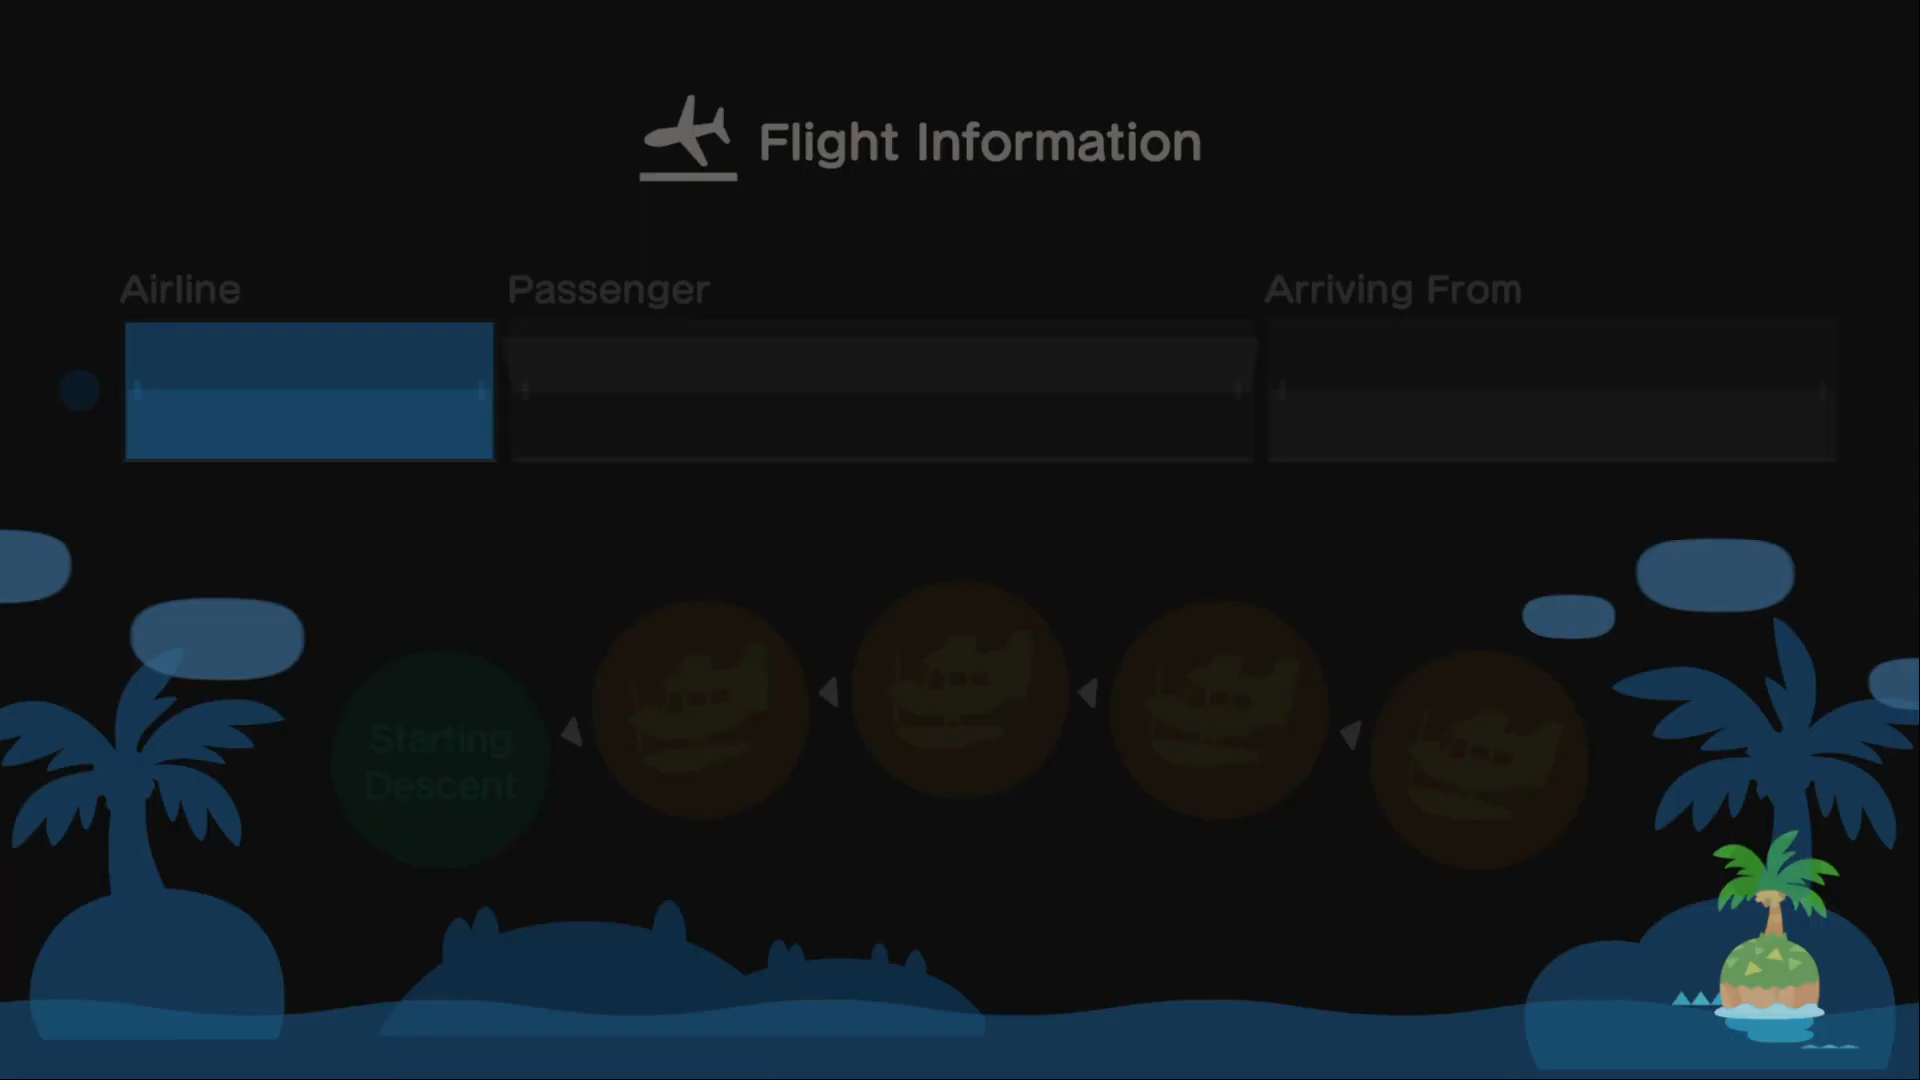 Flight Information
Airline
Passenger
Arriving From
Starting
Descent